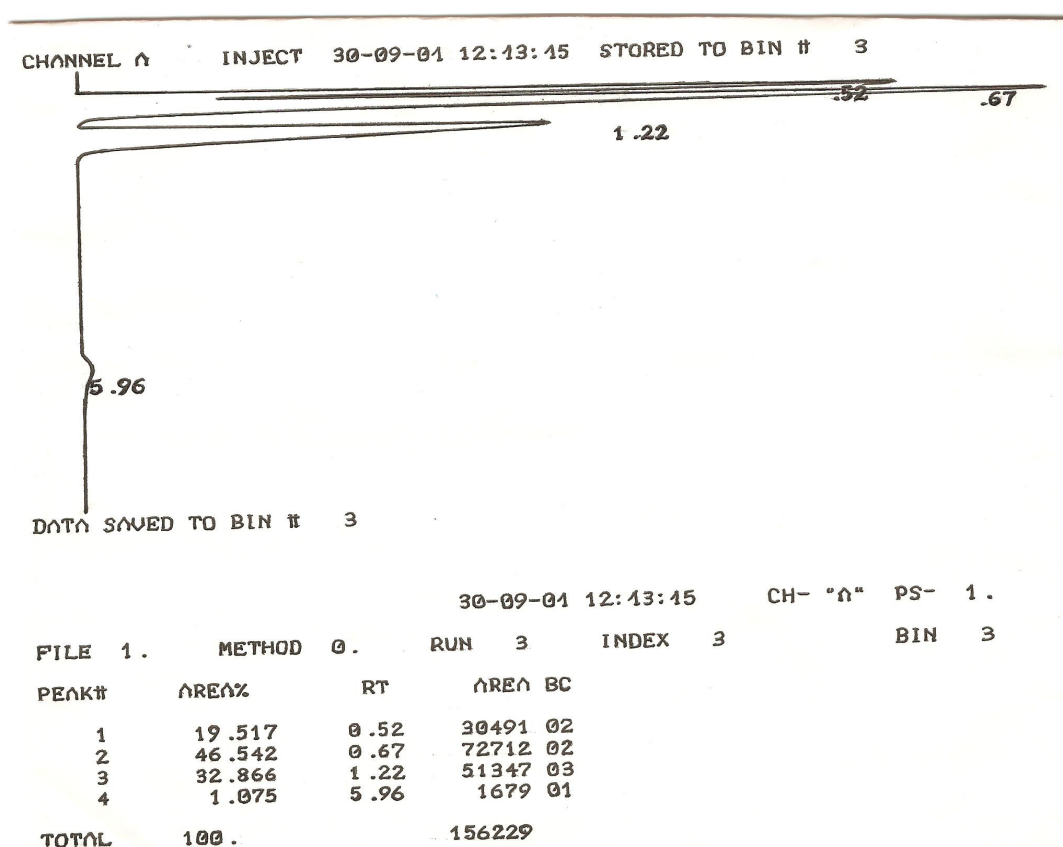 CHANNEL A INJECT 30-09-01 12:13:15 STORED TO BIN # 3
.52
.67
1.22
5.96
DATA SAVED TO BIN # 3
30-09-01 12:13:15 CH- "A" PS- 1.
FILE 1. METHOD 0. RUN 3 INDEX 3 BIN 3
PEAK# AREA% RT AREA BC
1 19.517 0.52 30491 02
2 46.542 0.67 72712 02
3 32.866 1.22 51347 03
4 1.075 5.96 1679 01
TOTAL 100. 156229